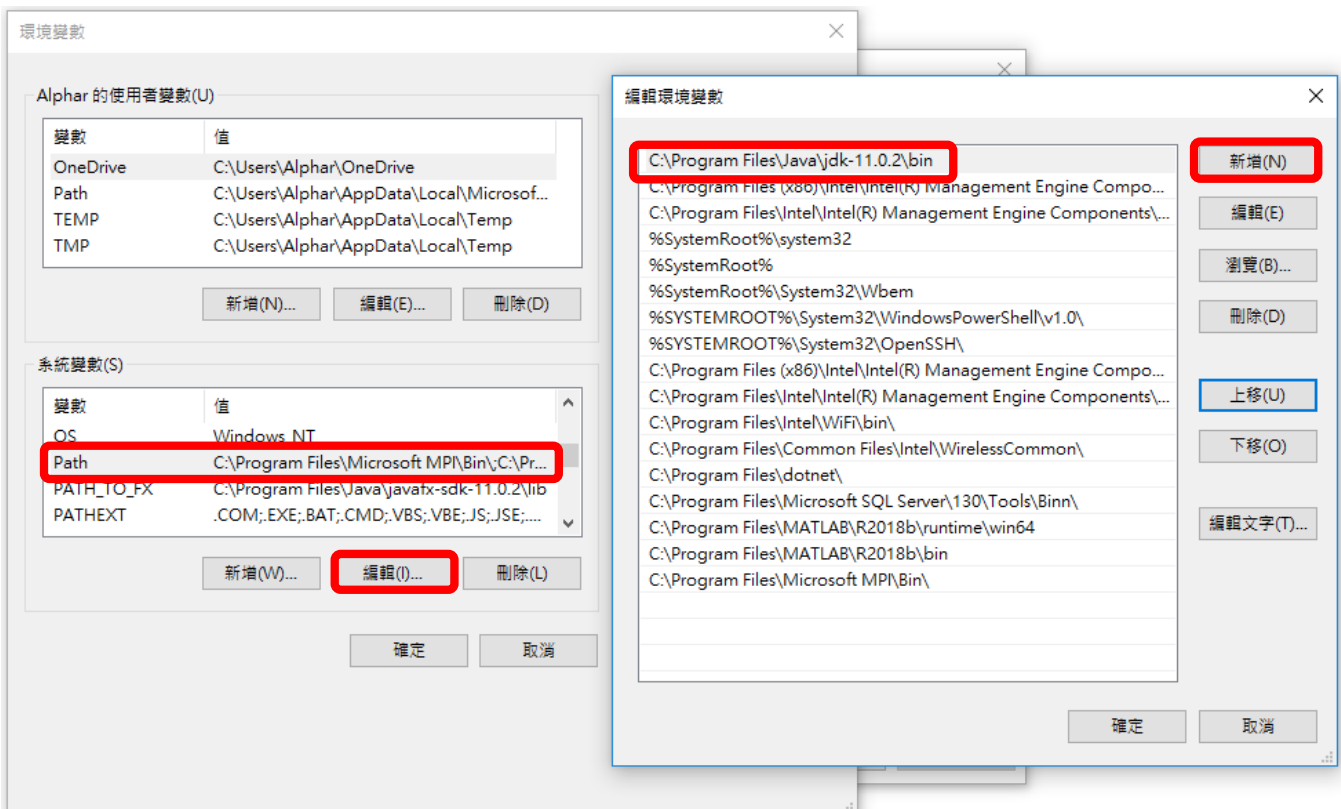 環境變數
Alphar 的使用者變數(U)
變數 值
OneDrive C:\Users\Alphar\OneDrive
Path C:\Users\Alphar\AppData\Local\Microsof...
TEMP C:\Users\Alphar\AppData\Local\Temp
TMP C:\Users\Alphar\AppData\Local\Temp
新增(N)... 編輯(E)... 刪除(D)
系統變數(S)
變數 值
OS Windows_NT
Path C:\Program Files\Microsoft MPI\Bin\;C:\Pr...
PATH_TO_FX C:\Program Files\Java\javafx-sdk-11.0.2\lib
PATHEXT .COM;.EXE;.BAT;.CMD;.VBS;.VBE;.JS;.JSE;....
新增(W)... 編輯(I)... 刪除(L)
確定 取消
編輯環境變數
C:\Program Files\Java\jdk-11.0.2\bin
C:\Program Files (x86)\Intel\Intel(R) Management Engine Compo...
C:\Program Files\Intel\Intel(R) Management Engine Components\...
%SystemRoot%\system32
%SystemRoot%
%SystemRoot%\System32\Wbem
%SYSTEMROOT%\System32\WindowsPowerShell\v1.0\
%SYSTEMROOT%\System32\OpenSSH\
C:\Program Files (x86)\Intel\Intel(R) Management Engine Compo...
C:\Program Files\Intel\Intel(R) Management Engine Components\...
C:\Program Files\Intel\WiFi\bin\
C:\Program Files\Common Files\Intel\WirelessCommon\
C:\Program Files\dotnet\
C:\Program Files\Microsoft SQL Server\130\Tools\Binn\
C:\Program Files\MATLAB\R2018b\runtime\win64
C:\Program Files\MATLAB\R2018b\bin
C:\Program Files\Microsoft MPI\Bin\
新增(N)
編輯(E)
瀏覽(B)...
刪除(D)
上移(U)
下移(O)
編輯文字(T)...
確定 取消